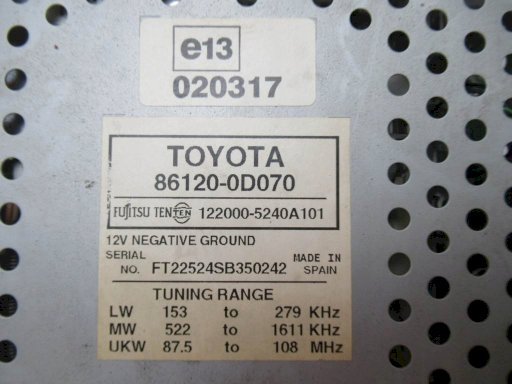 e13
020317
TOYOTA
86120-0D070
FUJITSU TEN TEN 122000-5240A101
12V NEGATIVE GROUND
SERIAL MADE IN
NO. FT22524SB350242 SPAIN
TUNING RANGE
LW 153 to 279 KHz
MW 522 to 1611 KHz
UKW 87.5 to 108 MHz